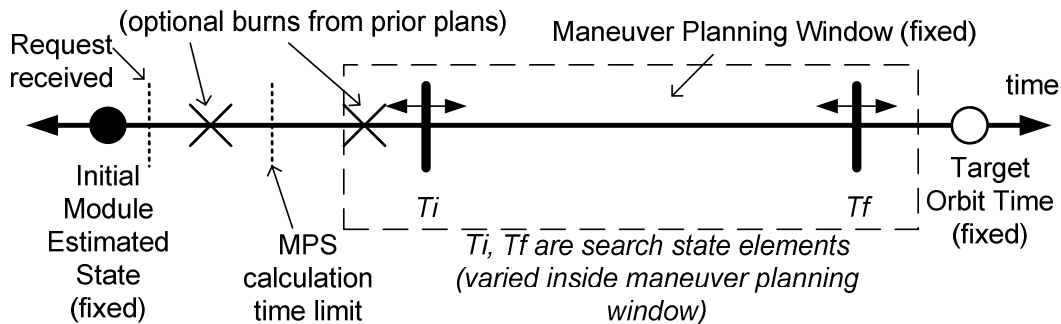 (optional burns from prior plans)
Request
received
Maneuver Planning Window (fixed)
time
Initial
Module
Estimated
State
(fixed)
MPS
calculation
time limit
Ti
Tf
Ti, Tf are search state elements
(varied inside maneuver planning
window)
Target
Orbit Time
(fixed)